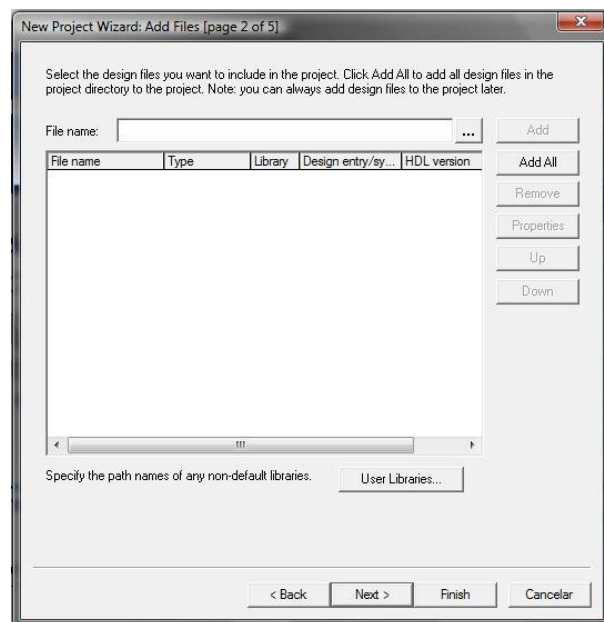 New Project Wizard: Add Files [page 2 of 5]
Select the design files you want to include in the project. Click Add All to add all design files in the
project directory to the project. Note: you can always add design files to the project later.
File name:
...
Add
File name Type Library Design entry/sy... HDL version
Add All
Remove
Properties
Up
Down
Specify the path names of any non-default libraries.
User Libraries...
< Back
Next >
Finish
Cancelar